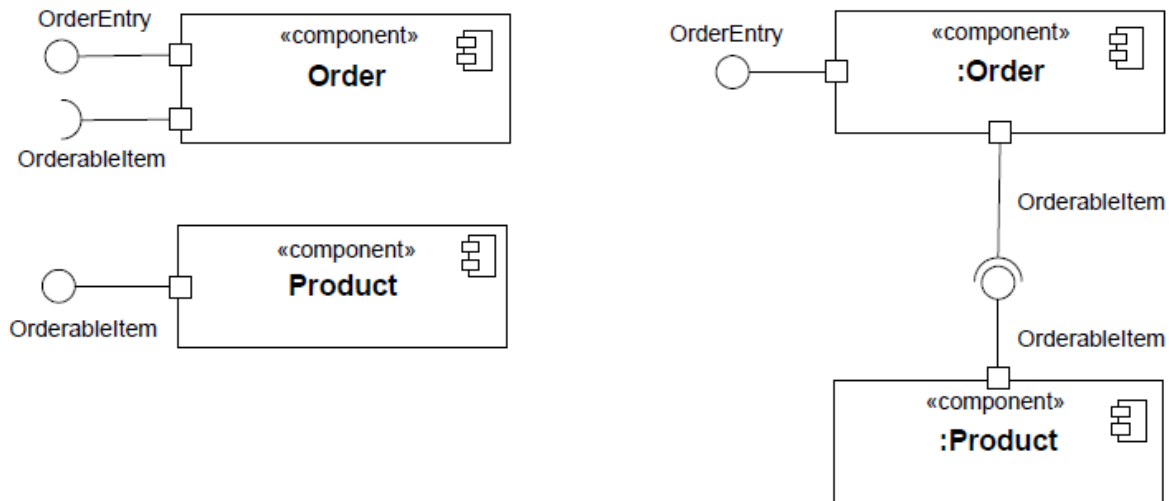 OrderEntry
«component»
Order
OrderableItem
«component»
Product
OrderableItem
OrderEntry
«component»
:Order
OrderableItem
OrderableItem
«component»
:Product